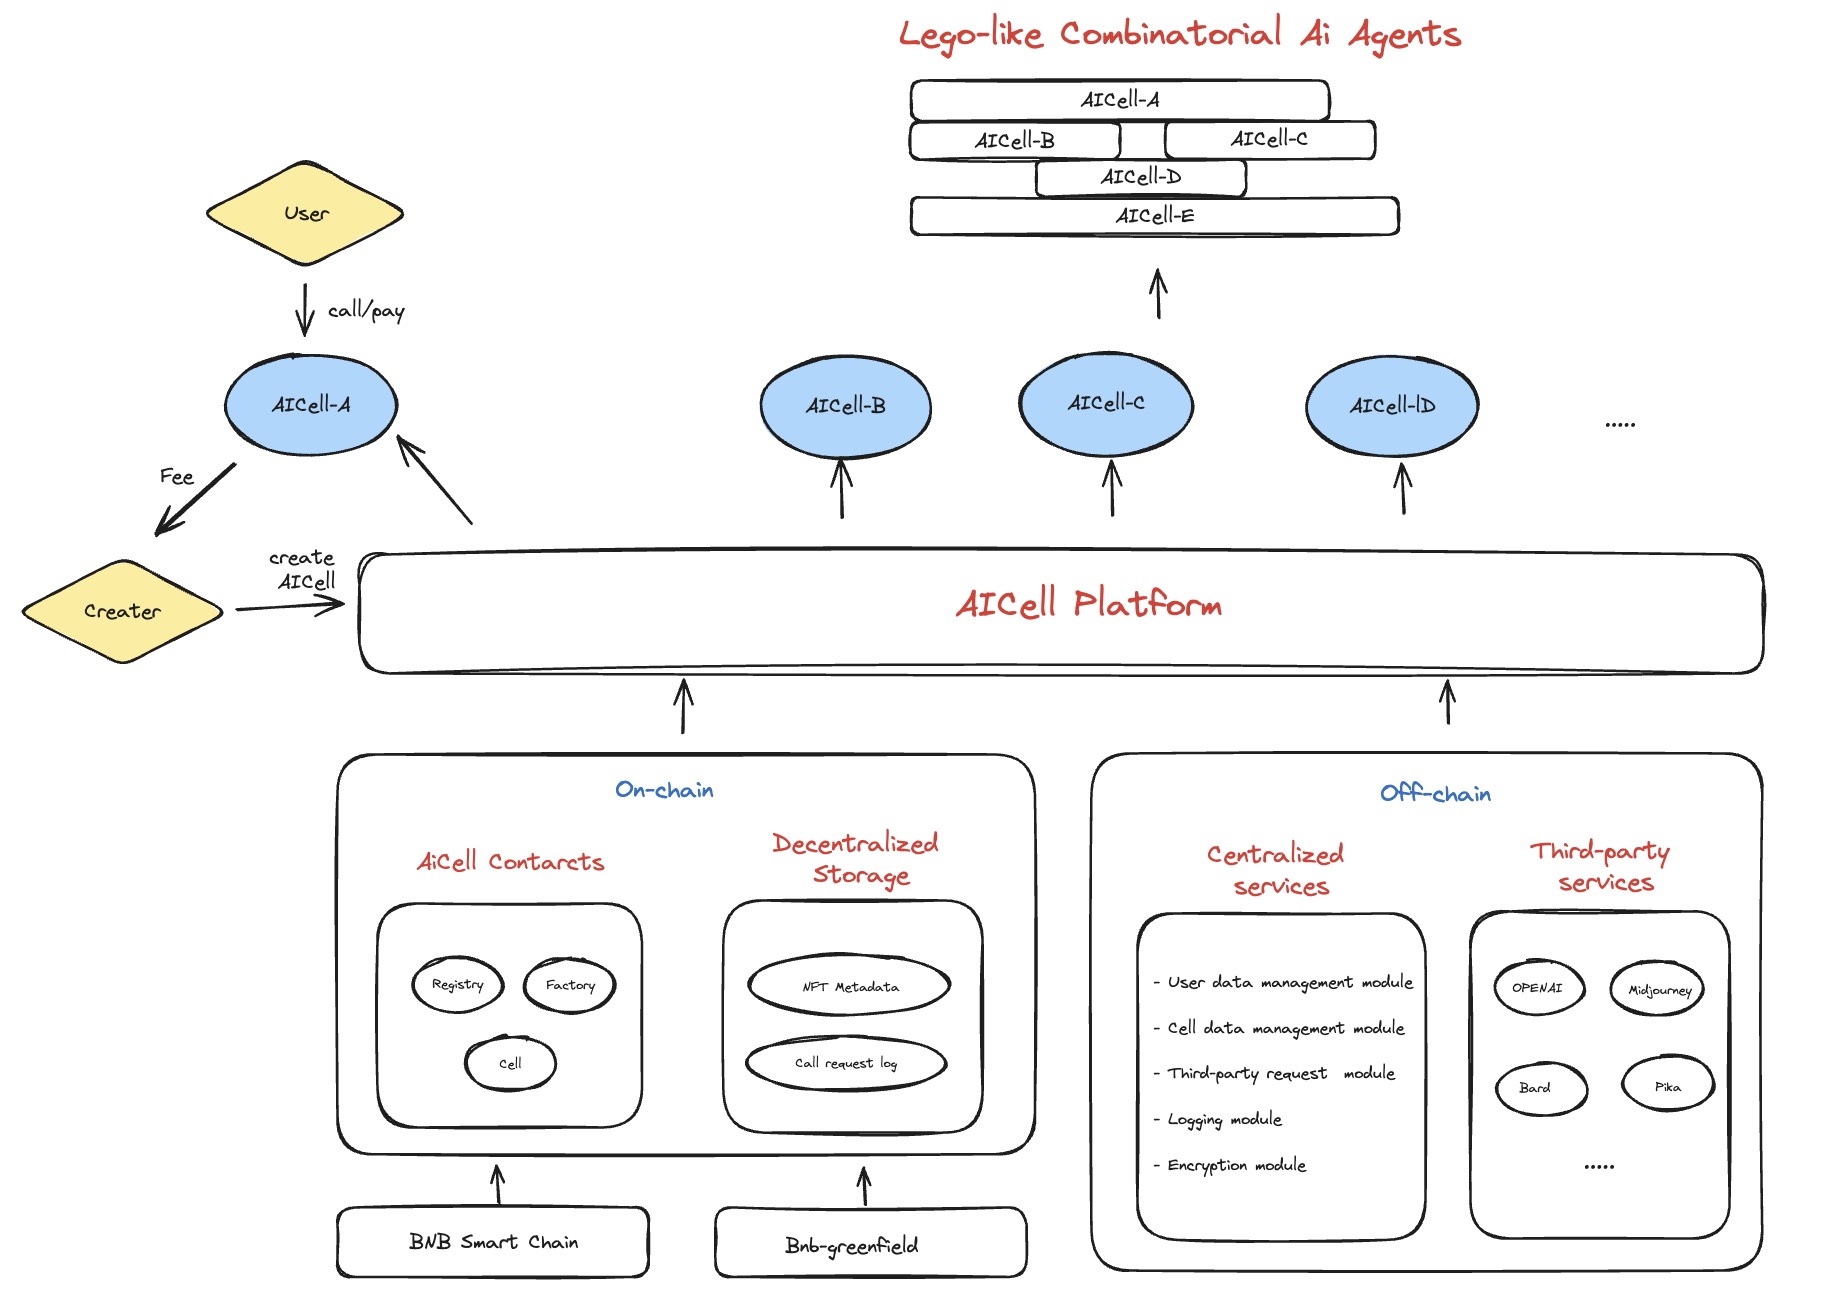 Lego-like Combinatorial Ai Agents
AICell-A
AICell-B
AICell-C
AICell-D
AICell-E
User
call/pay
AICell-A
AICell-B
AICell-C
AICell-lD
.....
Fee
create
AICell
Creater
AICell Platform
On-chain
AiCell Contarcts
Decentralized
Storage
Registry
Factory
Cell
NFT Metadata
Call request log
BNB Smart Chain
Bnb-greenfield
Off-chain
Centralized
services
- User data management module
- Cell data management module
- Third-party request module
- Logging module
- Encryption module
Third-party
services
OPENAI
Midjourney
Bard
Pika
.....